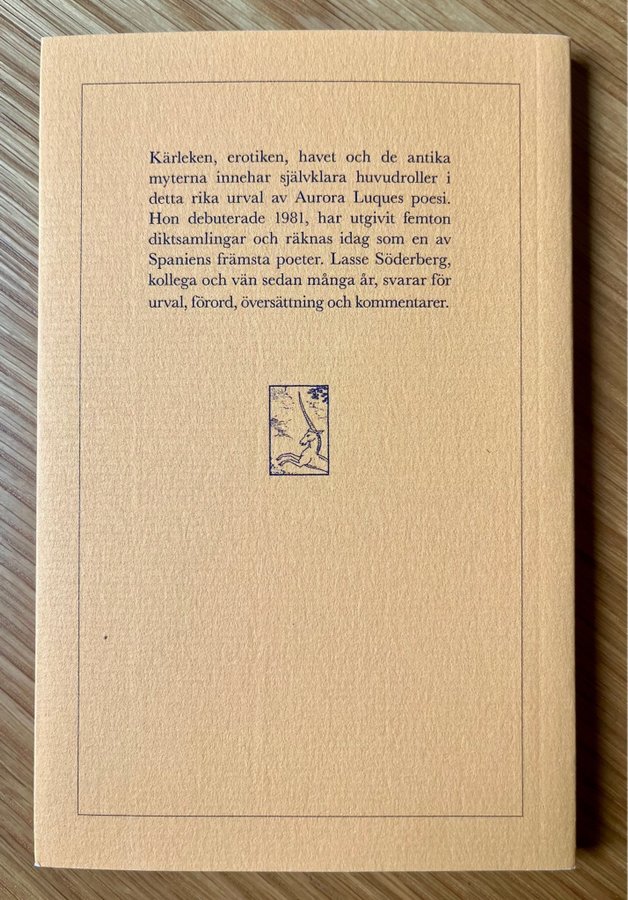 Kärleken, erotiken, havet och de antika
myterna innehar självklara huvudroller i
detta rika urval av Aurora Luques poesi.
Hon debuterade 1981, har utgivit femton
diktsamlingar och räknas idag som en av
Spaniens främsta poeter. Lasse Söderberg,
kollega och vän sedan många år, svarar för
urval, förord, översättning och kommentarer.